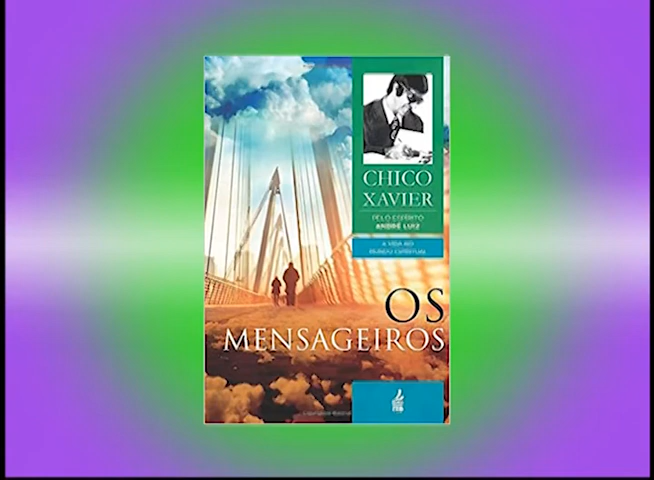 CHICO
XAVIER
PELO ESPÍRITO
ANDRÉ LUIZ
A VIDA NO
MUNDO ESPIRITUAL
OS
MENSAGEIROS